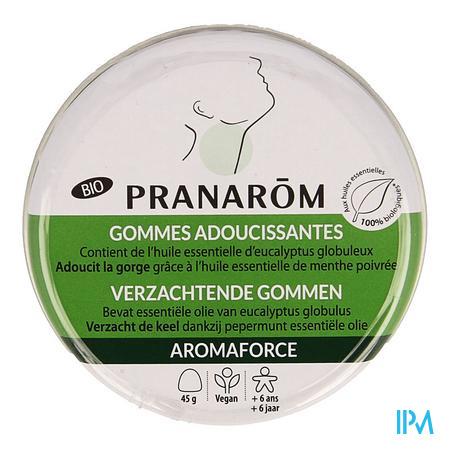 BIO
PRANARŌM
Aux huiles essentielles
100% biologiques
GOMMES ADOUCISSANTES
Contient de l'huile essentielle d'eucalyptus globuleux
Adoucit la gorge grâce à l'huile essentielle de menthe poivrée
VERZACHTENDE GOMMEN
Bevat essentiële olie van eucalyptus globulus
Verzacht de keel dankzij pepermunt essentiële olie
AROMAFORCE
45 g
Vegan
+ 6 ans
+ 6 jaar
IPM